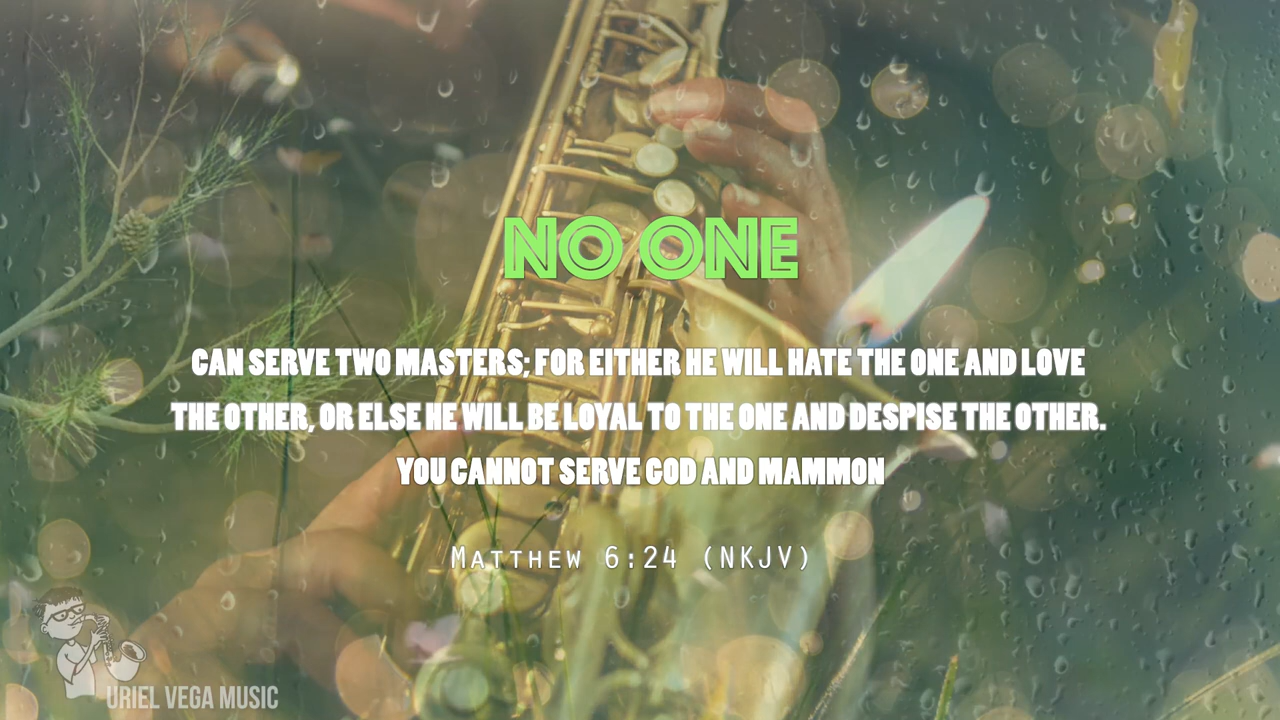 NO ONE
CAN SERVE TWO MASTERS; FOR EITHER HE WILL HATE THE ONE AND LOVE
THE OTHER, OR ELSE HE WILL BE LOYAL TO THE ONE AND DESPISE THE OTHER.
YOU CANNOT SERVE GOD AND MAMMON
Matthew 6:24 (NKJV)
URIEL VEGA MUSIC